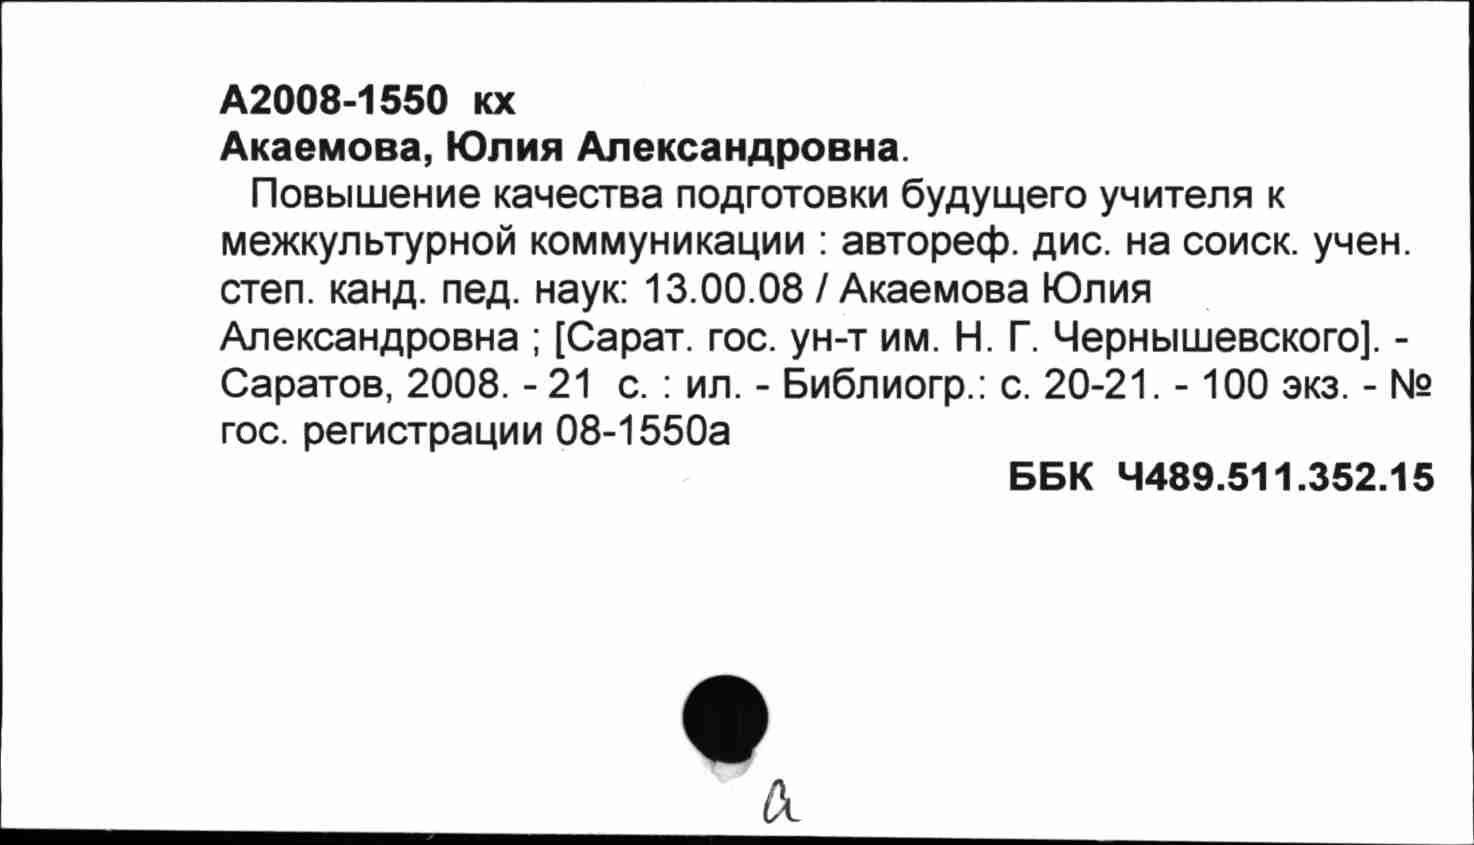 А2008-1550 кх
Акаемова, Юлия Александровна.
Повышение качества подготовки будущего учителя к
межкультурной коммуникации : автореф. дис. на соиск. учен.
степ. канд. пед. наук: 13.00.08 / Акаемова Юлия
Александровна ; [Сарат. гос. ун-т им. Н. Г. Чернышевского]. -
Саратов, 2008. - 21 с. : ил. - Библиогр.: с. 20-21. - 100 экз. - №
гос. регистрации 08-1550а
ББК Ч489.511.352.15
а